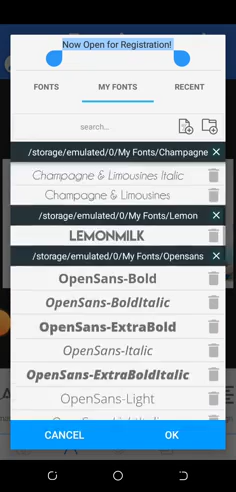 Now Open for Registration!
FONTS
MY FONTS
RECENT
search...
/storage/emulated/0/My Fonts/Champagne
Champagne & Limousines Italic
Champagne & Limousines
/storage/emulated/0/My Fonts/Lemon
LEMONMILK
/storage/emulated/0/My Fonts/Opensans
OpenSans-Bold
OpenSans-BoldItalic
OpenSans-ExtraBold
OpenSans-Italic
OpenSans-ExtraBoldItalic
OpenSans-Light
OpenSans-LightItalic
CANCEL
OK